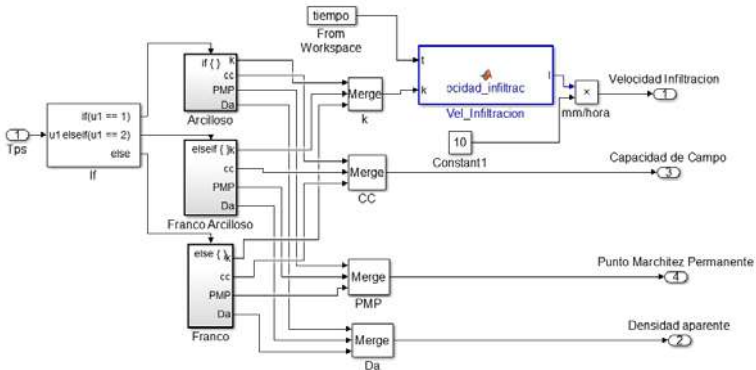 tiempo
From
Workspace
if { }
k
cc
PMP
Da
Arcilloso
t
k
ocidad_infiltrac
I
Vel_Infiltracion
Merge
k
×
mm/hora
Velocidad Infiltracion
1
10
Constant1
1
Tps
u1
if(u1 == 1)
elseif(u1 == 2)
else
If
elseif { }
k
cc
PMP
Da
Franco Arcilloso
Merge
CC
Capacidad de Campo
3
else { }
k
cc
PMP
Da
Franco
Merge
PMP
Punto Marchitez Permanente
4
Merge
Da
Densidad aparente
2